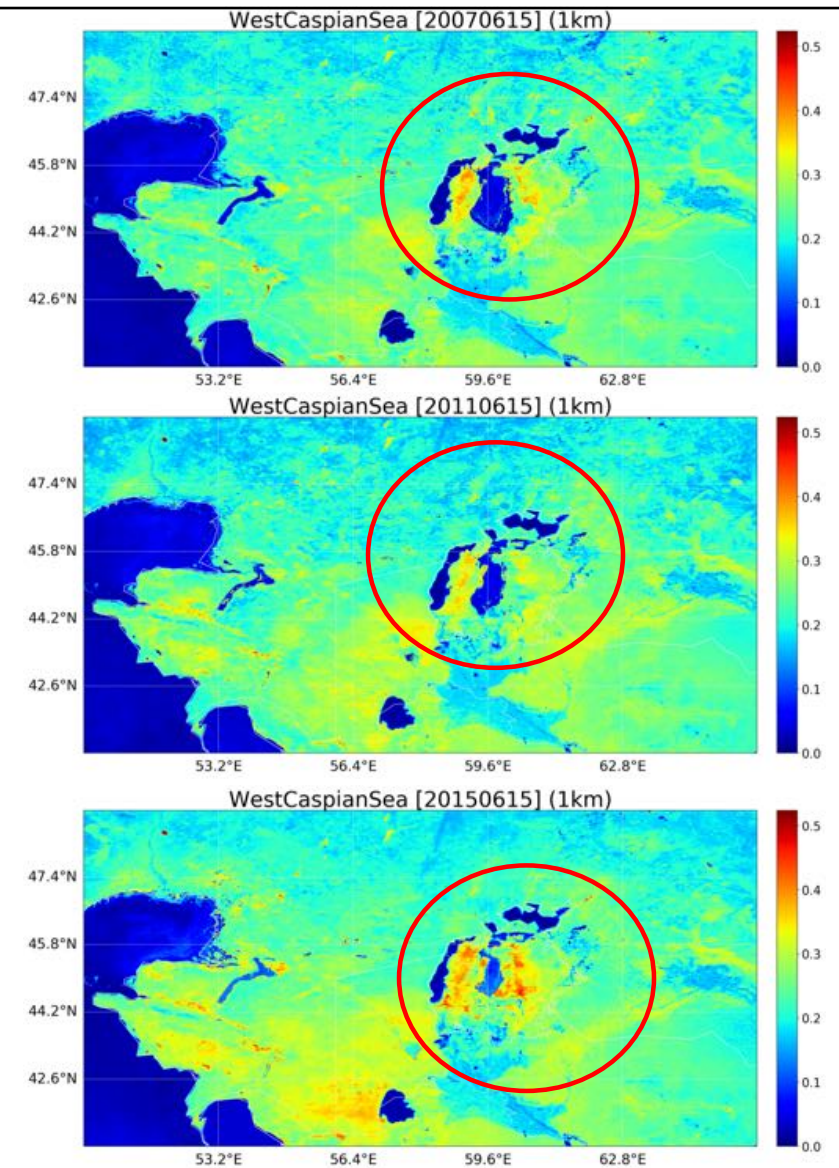 WestCaspianSea [20070615] (1km)
0.5
47.4°N
0.4
45.8°N
0.3
44.2°N
0.2
42.6°N
0.1
0.0
53.2°E 56.4°E 59.6°E 62.8°E
WestCaspianSea [20110615] (1km)
0.5
47.4°N
0.4
45.8°N
0.3
44.2°N
0.2
42.6°N
0.1
0.0
53.2°E 56.4°E 59.6°E 62.8°E
WestCaspianSea [20150615] (1km)
0.5
47.4°N
0.4
45.8°N
0.3
44.2°N
0.2
42.6°N
0.1
0.0
53.2°E 56.4°E 59.6°E 62.8°E